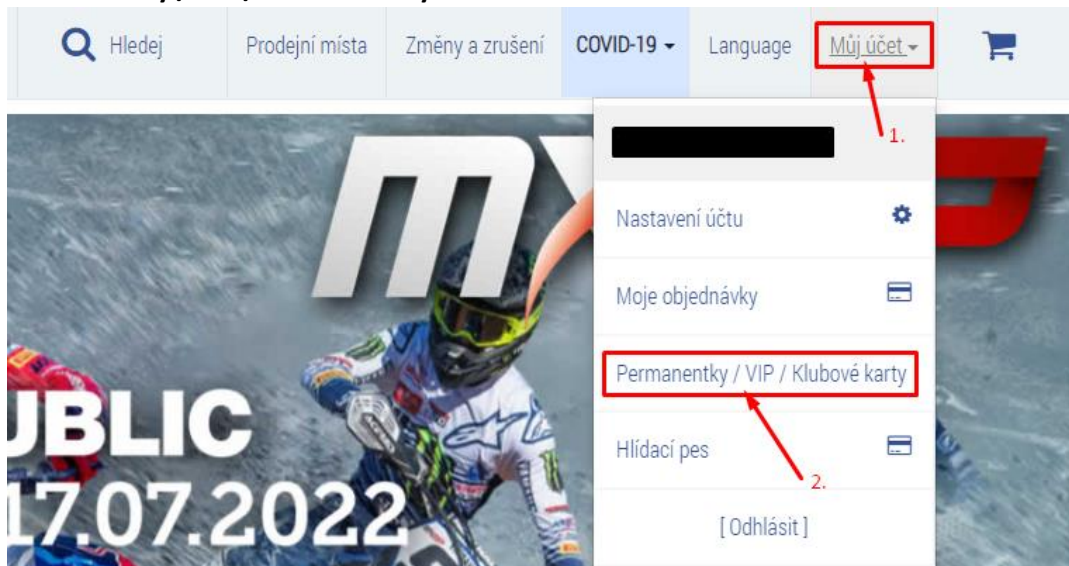 Hledej Prodejní místa Změny a zrušení COVID-19 Language Můj účet
1.
Nastavení účtu
Moje objednávky
Permanentky / VIP / Klubové karty
Hlídací pes
2.
[ Odhlásit ]
UBLIC
17.07.2022